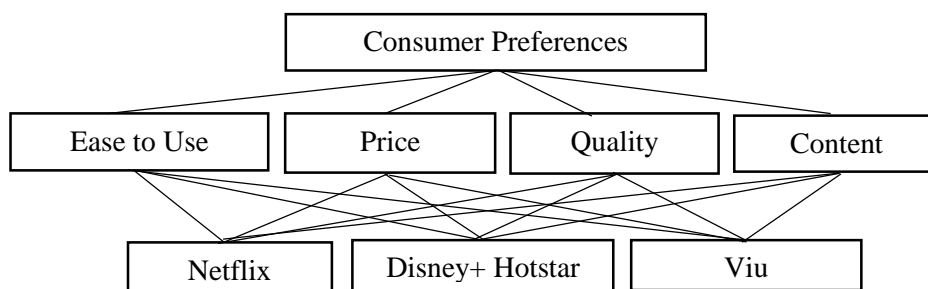 Consumer Preferences
Ease to Use
Price
Quality
Content
Netflix
Disney+ Hotstar
Viu